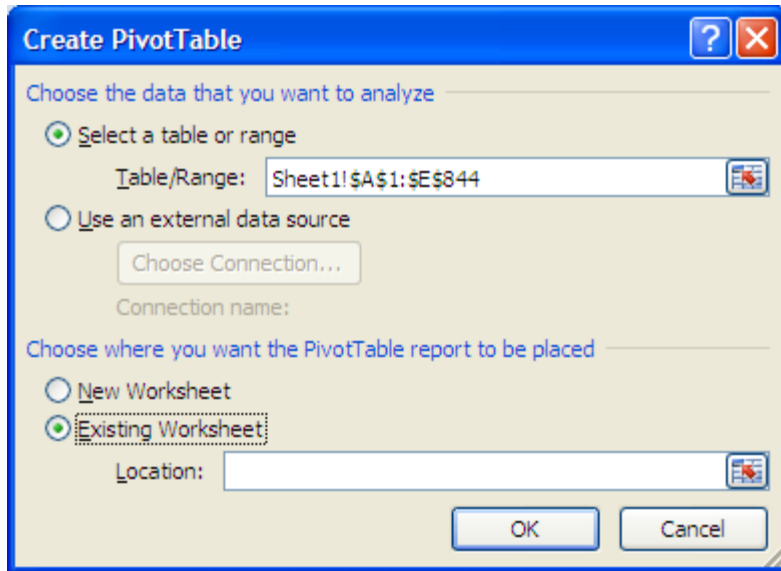 Create PivotTable
Choose the data that you want to analyze
Select a table or range
Table/Range: Sheet1!$A$1:$E$844
Use an external data source
Choose Connection...
Connection name:
Choose where you want the PivotTable report to be placed
New Worksheet
Existing Worksheet
Location:
OK Cancel